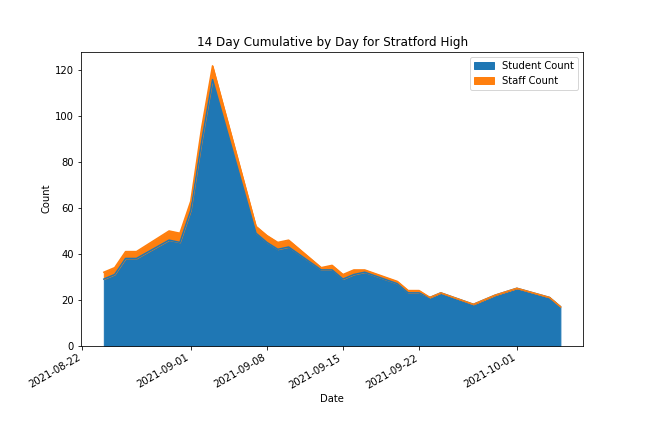 14 Day Cumulative by Day for Stratford High
Student Count
Staff Count
120
100
80
60
40
20
0
Count
2021-08-22
2021-09-01
2021-09-08
2021-09-15
2021-09-22
2021-10-01
Date